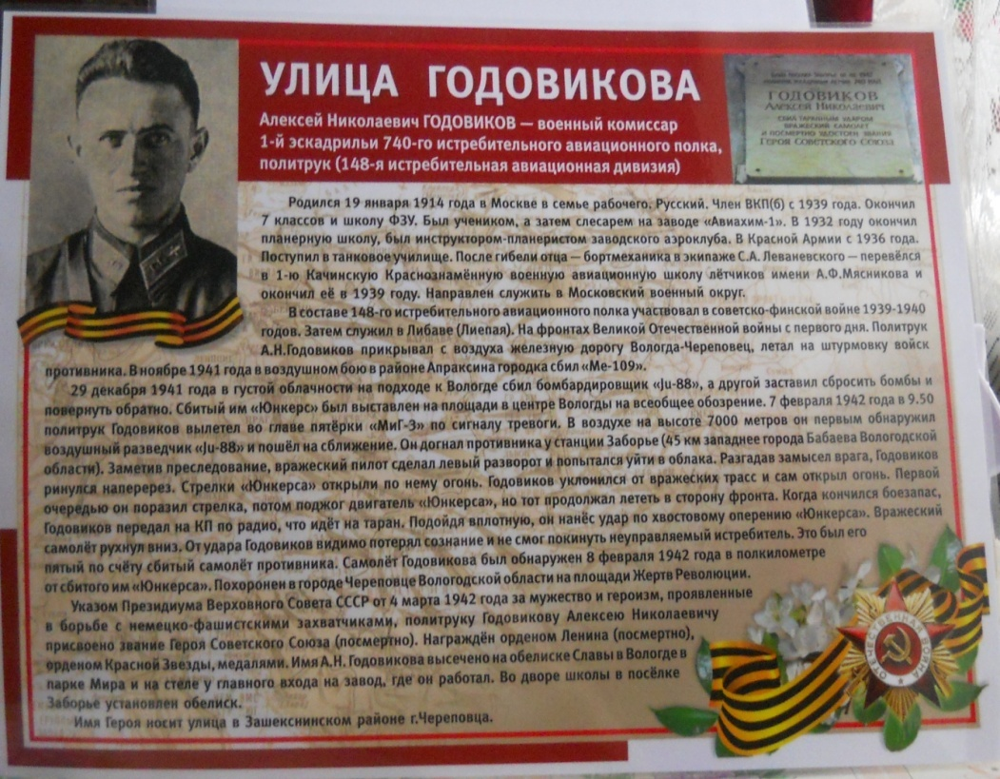 УЛИЦА ГОДОВИКОВА
Алексей Николаевич ГОДОВИКОВ — военный комиссар
1-й эскадрильи 740-го истребительного авиационного полка,
политрук (148-я истребительная авиационная дивизия)
ГОДОВИКОВ
Алексей Николаевич
СБИЛ ТАРАННЫМ УДАРОМ
ВРАЖЕСКИЙ САМОЛЕТ
И ПОСМЕРТНО УДОСТОЕН ЗВАНИЯ
ГЕРОЯ СОВЕТСКОГО СОЮЗА
Родился 19 января 1914 года в Москве в семье рабочего. Русский. Член ВКП(б) с 1939 года. Окончил
7 классов и школу ФЗУ. Был учеником, а затем слесарем на заводе «Авиахим-1». В 1932 году окончил
планерную школу, был инструктором-планеристом заводского аэроклуба. В Красной Армии с 1936 года.
Поступил в танковое училище. После гибели отца — бортмеханика в экипаже С.А. Леваневского — перевёлся
в 1-ю Качинскую Краснознамённую военную авиационную школу лётчиков имени А.Ф.Мясникова и
окончил её в 1939 году. Направлен служить в Московский военный округ.
В составе 148-го истребительного авиационного полка участвовал в советско-финской войне 1939-1940
годов. Затем служил в Либаве (Лиепая). На фронтах Великой Отечественной войны с первого дня. Политрук
А.Н.Годовиков прикрывал с воздуха железную дорогу Вологда-Череповец, летал на штурмовку войск
противника. В ноябре 1941 года в воздушном бою в районе Апраксина городка сбил «Ме-109».
29 декабря 1941 года в густой облачности на подходе к Вологде сбил бомбардировщик «Ju-88», а другой заставил сбросить бомбы и
повернуть обратно. Сбитый им «Юнкерс» был выставлен на площади в центре Вологды на всеобщее обозрение. 7 февраля 1942 года в 9.50
политрук Годовиков вылетел во главе пятёрки «МиГ-3» по сигналу тревоги. В воздухе на высоте 7000 метров он первым обнаружил
воздушный разведчик «Ju-88» и пошёл на сближение. Он догнал противника у станции Заборье (45 км западнее города Бабаева Вологодской
области). Заметив преследование, вражеский пилот сделал левый разворот и попытался уйти в облака. Разгадав замысел врага, Годовиков
ринулся наперерез. Стрелки «Юнкерса» открыли по нему огонь. Годовиков уклонился от вражеских трасс и сам открыл огонь. Первой
очередью он поразил стрелка, потом поджог двигатель «Юнкерса», но тот продолжал лететь в сторону фронта. Когда кончился боезапас,
Годовиков передал на КП по радио, что идёт на таран. Подойдя вплотную, он нанёс удар по хвостовому оперению «Юнкерса». Вражеский
самолёт рухнул вниз. От удара Годовиков видимо потерял сознание и не смог покинуть неуправляемый истребитель. Это был его
пятый по счёту сбитый самолёт противника. Самолёт Годовикова был обнаружен 8 февраля 1942 года в полкилометре
от сбитого им «Юнкерса». Похоронен в городе Череповце Вологодской области на площади Жертв Революции.
Указом Президиума Верховного Совета СССР от 4 марта 1942 года за мужество и героизм, проявленные
в борьбе с немецко-фашистскими захватчиками, политруку Годовикову Алексею Николаевичу
присвоено звание Героя Советского Союза (посмертно). Награждён орденом Ленина (посмертно),
орденом Красной Звезды, медалями. Имя А.Н. Годовикова высечено на обелиске Славы в Вологде в
парке Мира и на стеле у главного входа на завод, где он работал. Во дворе школы в посёлке
Заборье установлен обелиск.
Имя Героя носит улица в Зашекснинском районе г.Череповца.
ОТЕЧЕСТВЕННАЯ ВОЙНА